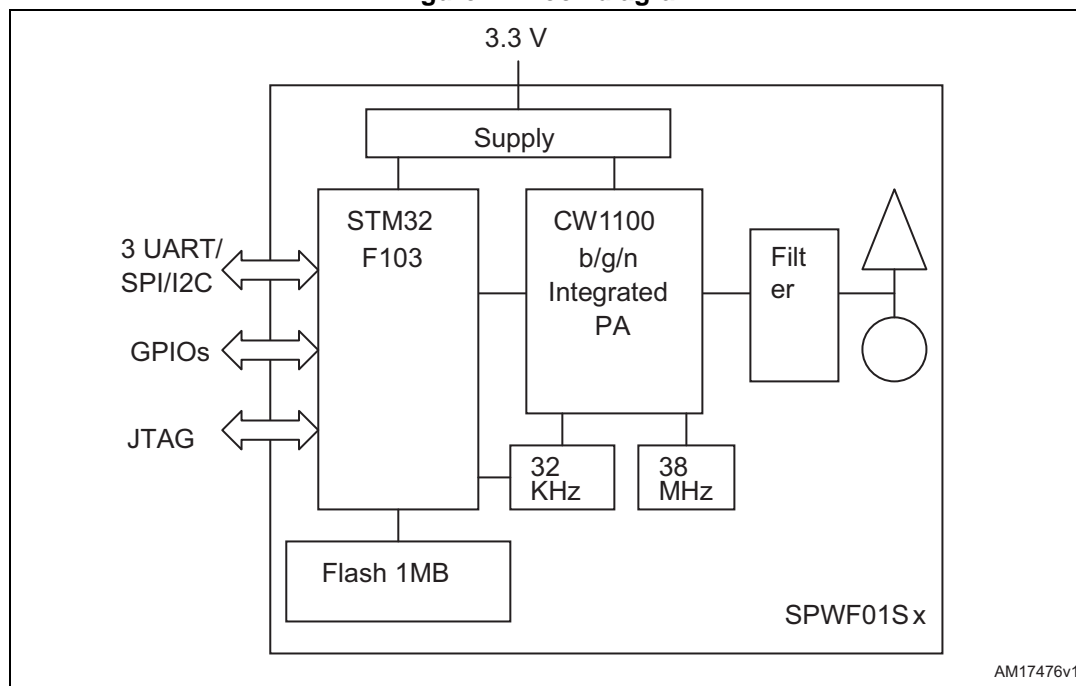 3.3 V
Supply
STM32
F103
CW1100
b/g/n
Integrated
PA
Filt
er
3 UART/
SPI/I2C
GPIOs
JTAG
32
KHz
38
MHz
Flash 1MB
SPWF01S x
AM17476v1